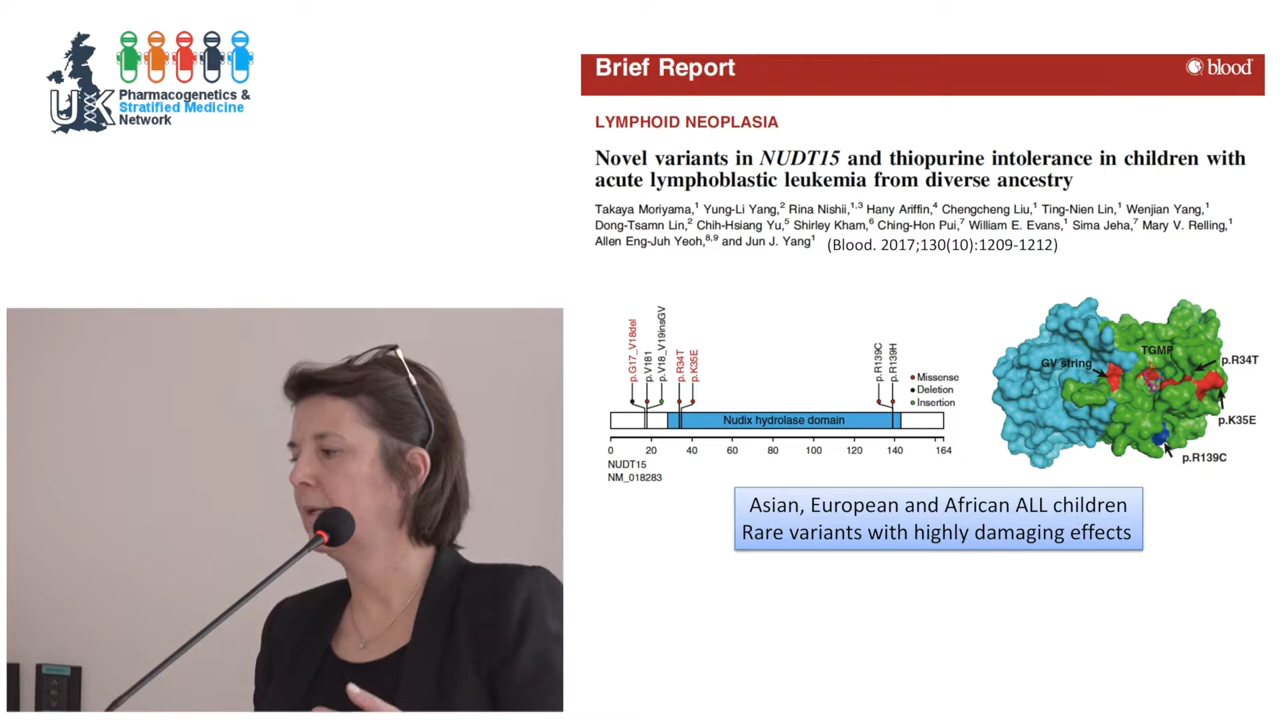 UK
Pharmacogenetics &
Stratified Medicine
Network
Brief Report
blood
LYMPHOID NEOPLASIA
Novel variants in NUDT15 and thiopurine intolerance in children with
acute lymphoblastic leukemia from diverse ancestry
Takaya Moriyama,1 Yung-Li Yang,2 Rina Nishii,1,3 Hany Ariffin,4 Chengcheng Liu,1 Ting-Nien Lin,1 Wenjian Yang,1
Dong-Tsamn Lin,2 Chih-Hsiang Yu,5 Shirley Kham,6 Ching-Hon Pui,7 William E. Evans,1 Sima Jeha,7 Mary V. Relling,1
Allen Eng-Juh Yeoh,8,9 and Jun J. Yang1 (Blood. 2017;130(10):1209-1212)
p.G17_V18del
p.V181
p.V18_V19insGV
p.R34T
p.K35E
p.R139C
p.R139H
Missense
Deletion
Insertion
Nudix hydrolase domain
0 20 40 60 80 100 120 140 164
NUDT15
NM_018283
GV string
TGMP
p.R34T
p.K35E
p.R139C
Asian, European and African ALL children
Rare variants with highly damaging effects